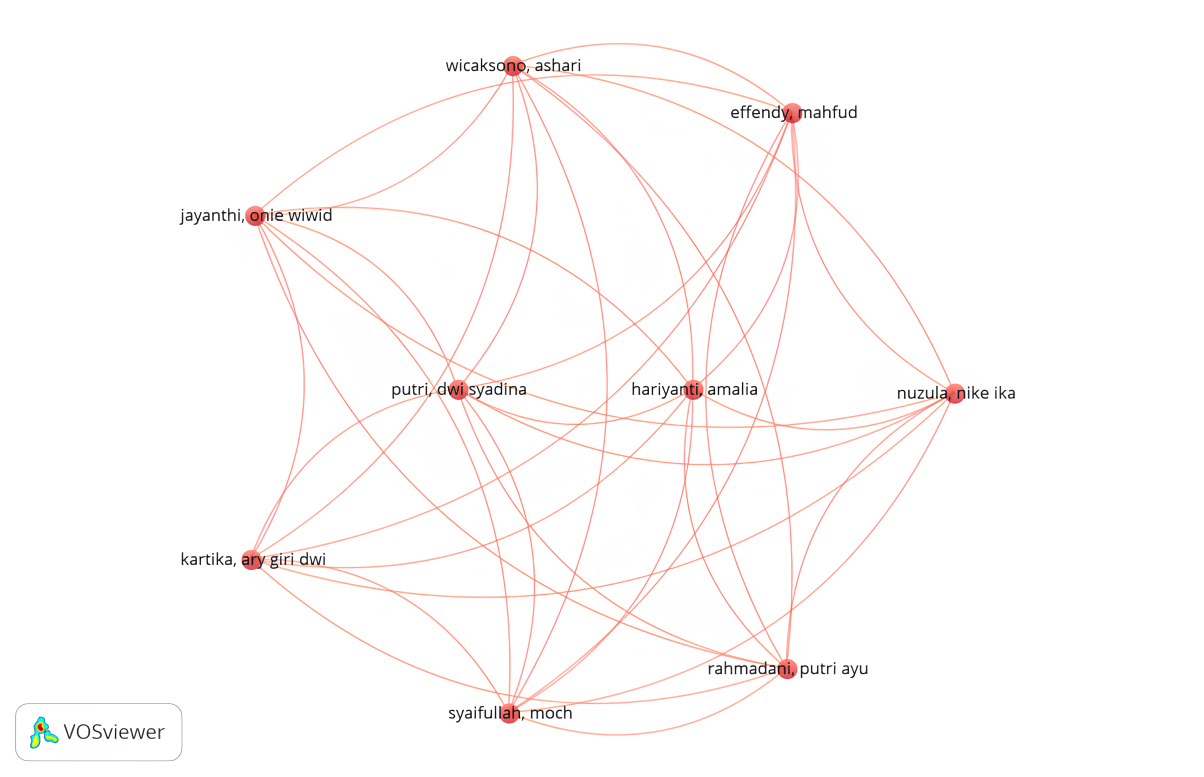 wicaksono, ashari
effendy, mahfud
jayanthi, onie wiwid
putri, dwi syadina
hariyanti, amalia
nuzula, nike ika
kartika, ary giri dwi
rahmadani, putri ayu
syaifullah, moch
VOSviewer